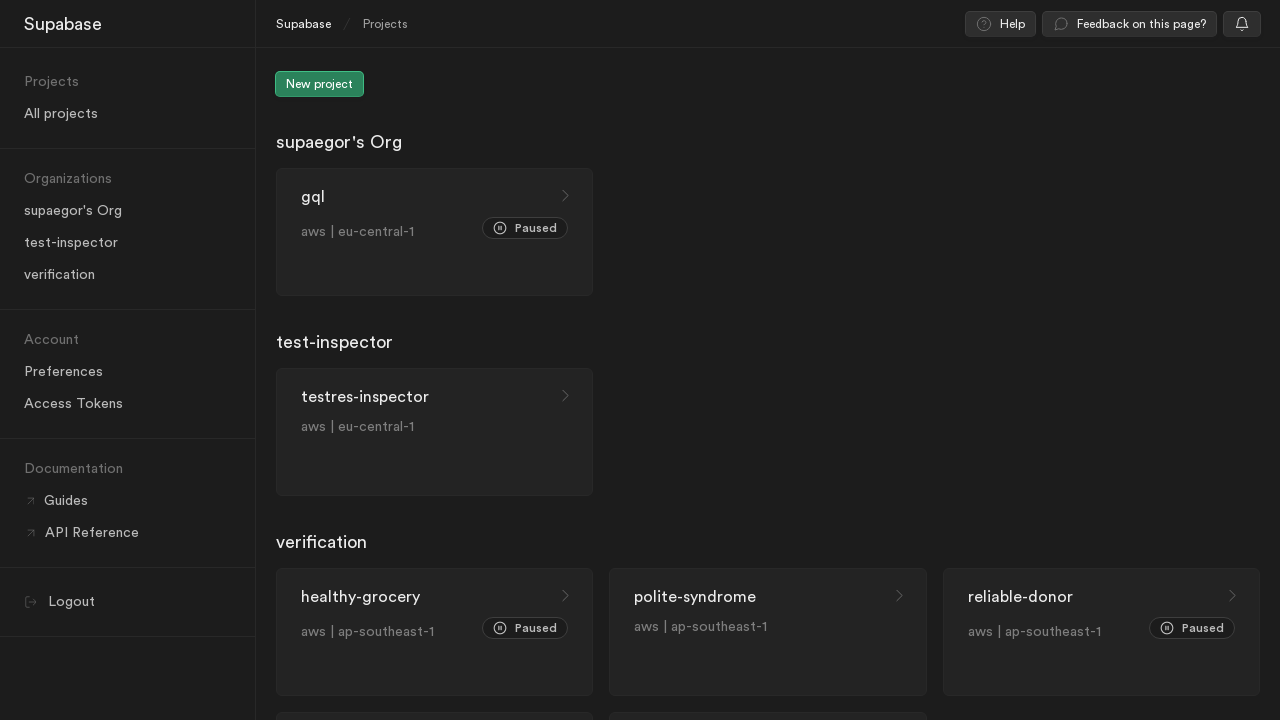 Supabase
Projects
All projects
Organizations
supaegor's Org
test-inspector
verification
Account
Preferences
Access Tokens
Documentation
Guides
API Reference
Logout
Supabase / Projects
Help
Feedback on this page?
New project
supaegor's Org
gql
aws | eu-central-1
Paused
test-inspector
testres-inspector
aws | eu-central-1
verification
healthy-grocery
aws | ap-southeast-1
Paused
polite-syndrome
aws | ap-southeast-1
reliable-donor
aws | ap-southeast-1
Paused